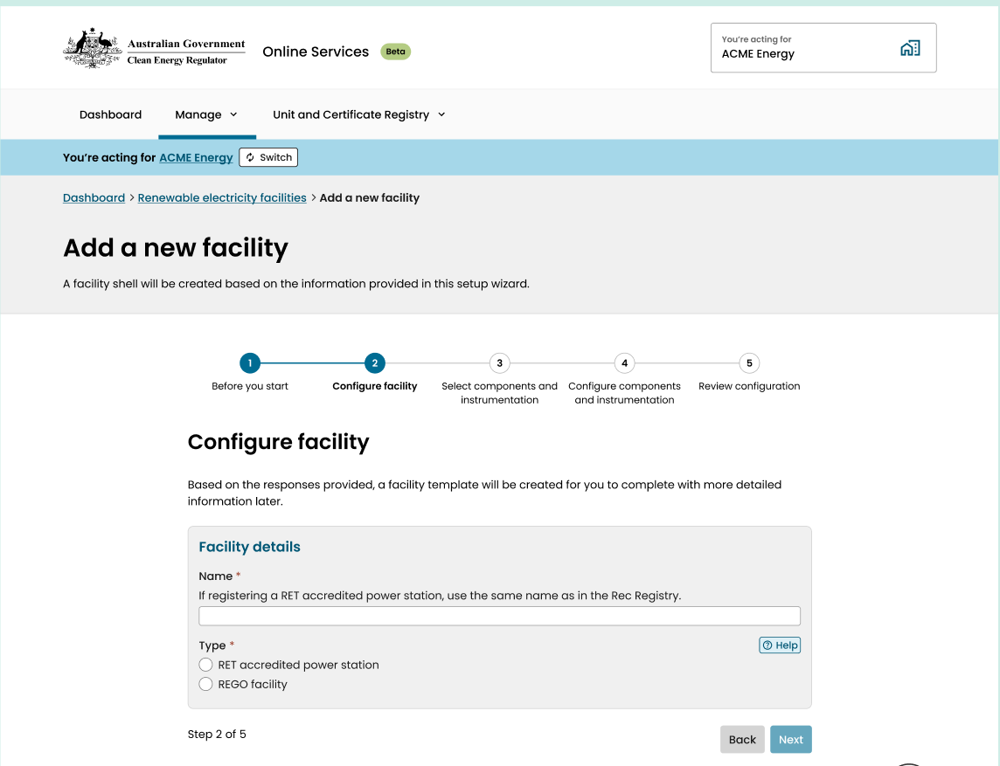 Australian Government
Clean Energy Regulator
Online Services
Beta
You're acting for
ACME Energy
Dashboard
Manage
Unit and Certificate Registry
You're acting for ACME Energy Switch
Dashboard > Renewable electricity facilities > Add a new facility
Add a new facility
A facility shell will be created based on the information provided in this setup wizard.
1
2
3
4
5
Before you start
Configure facility
Select components and
instrumentation
Configure components
and instrumentation
Review configuration
Configure facility
Based on the responses provided, a facility template will be created for you to complete with more detailed
information later.
Facility details
Name *
If registering a RET accredited power station, use the same name as in the Rec Registry.
Type *
Help
RET accredited power station
REGO facility
Step 2 of 5
Back
Next